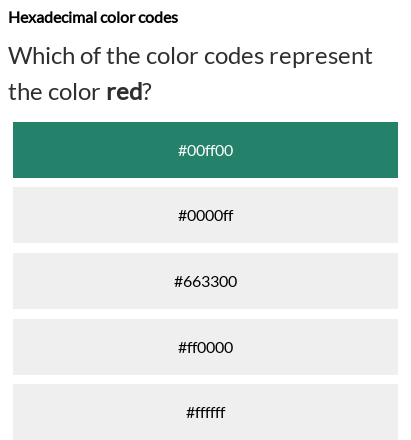 Hexadecimal color codes
Which of the color codes represent
the color red?
#00ff00
#0000ff
#663300
#ff0000
#ffffff